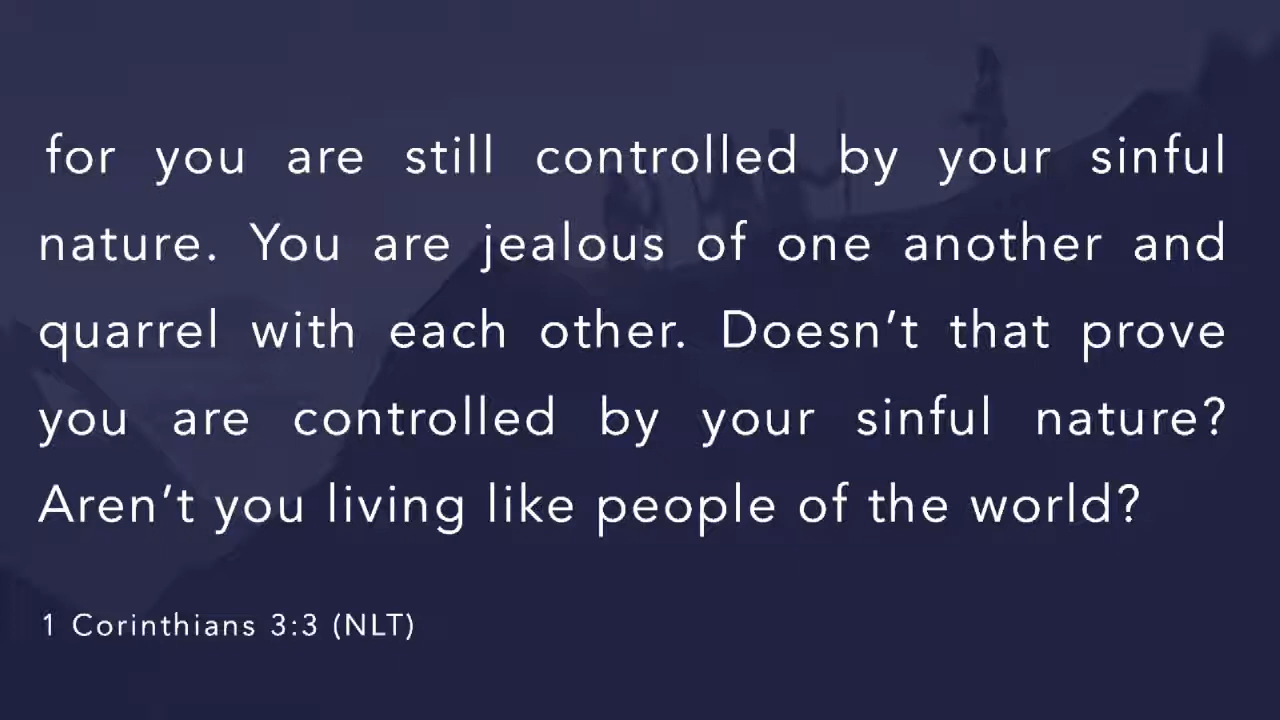 for you are still controlled by your sinful
nature. You are jealous of one another and
quarrel with each other. Doesn’t that prove
you are controlled by your sinful nature?
Aren’t you living like people of the world?
1 Corinthians 3:3 (NLT)